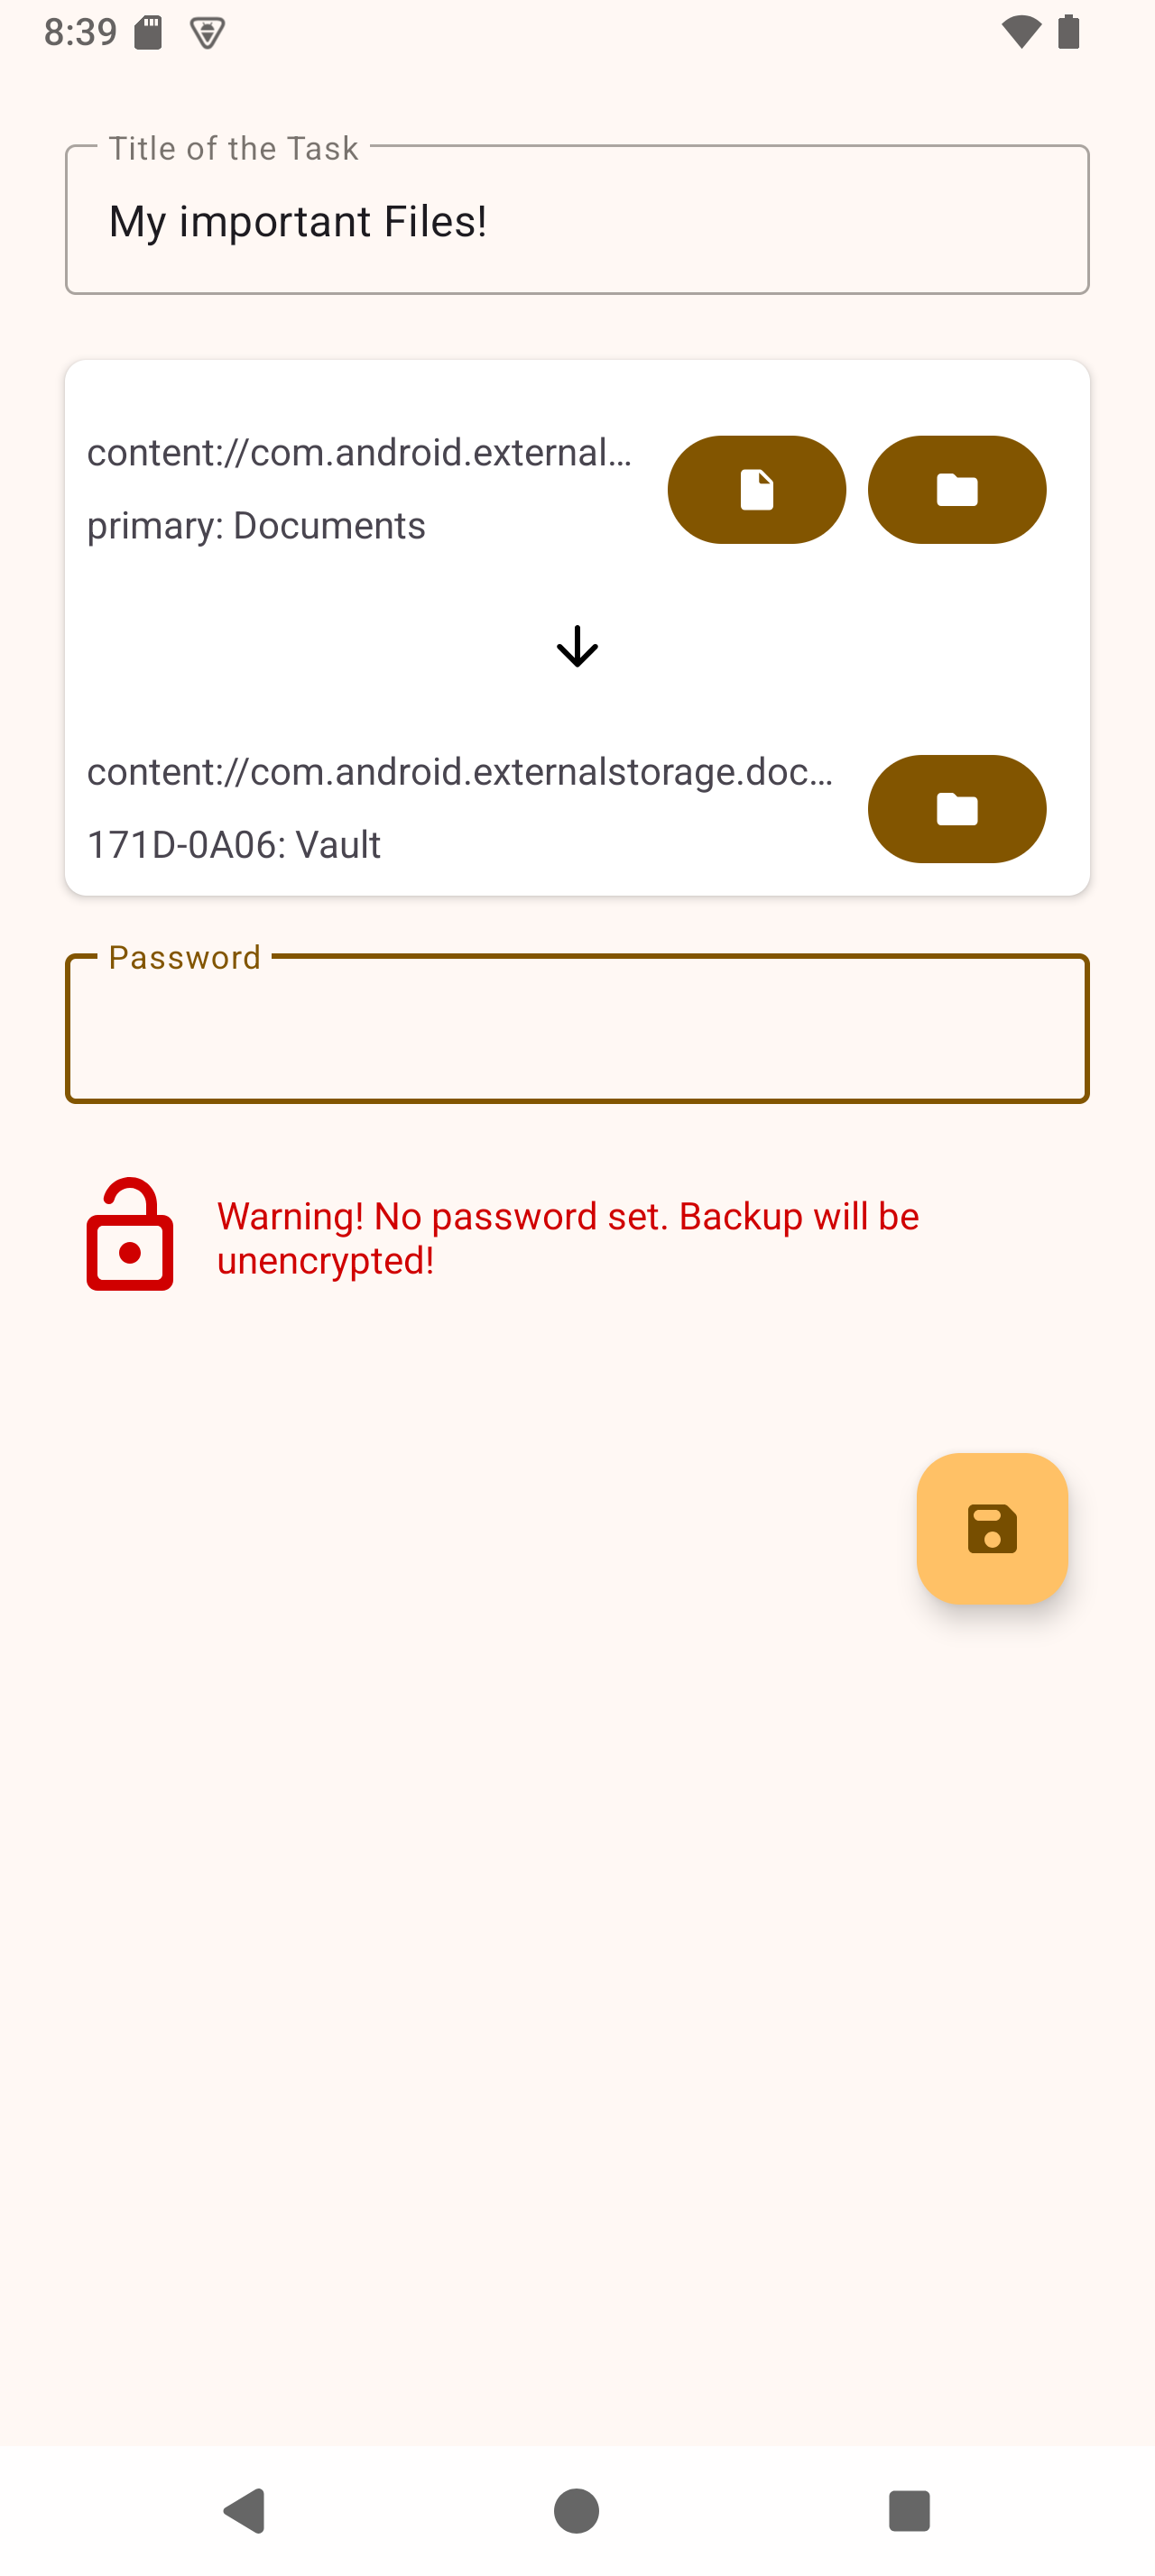 8:39
Title of the Task
My important Files!
content://com.android.external...
primary: Documents
content://com.android.externalstorage.doc...
171D-0A06: Vault
Password
Warning! No password set. Backup will be
unencrypted!